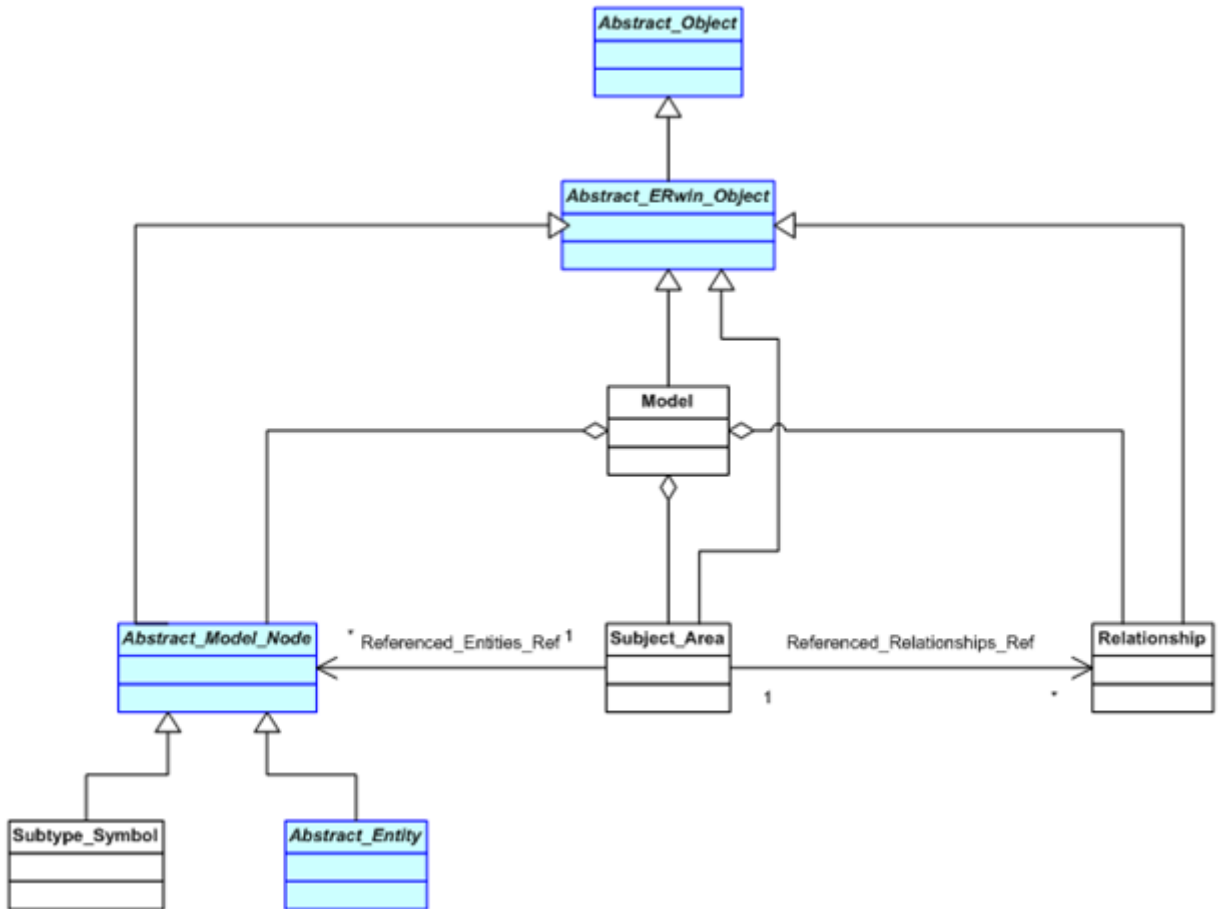 Abstract_Object
Abstract_ERwin_Object
Model
Abstract_Model_Node
* Referenced_Entities_Ref 1
Subject_Area
Referenced_Relationships_Ref
Relationship
1
*
Subtype_Symbol
Abstract_Entity